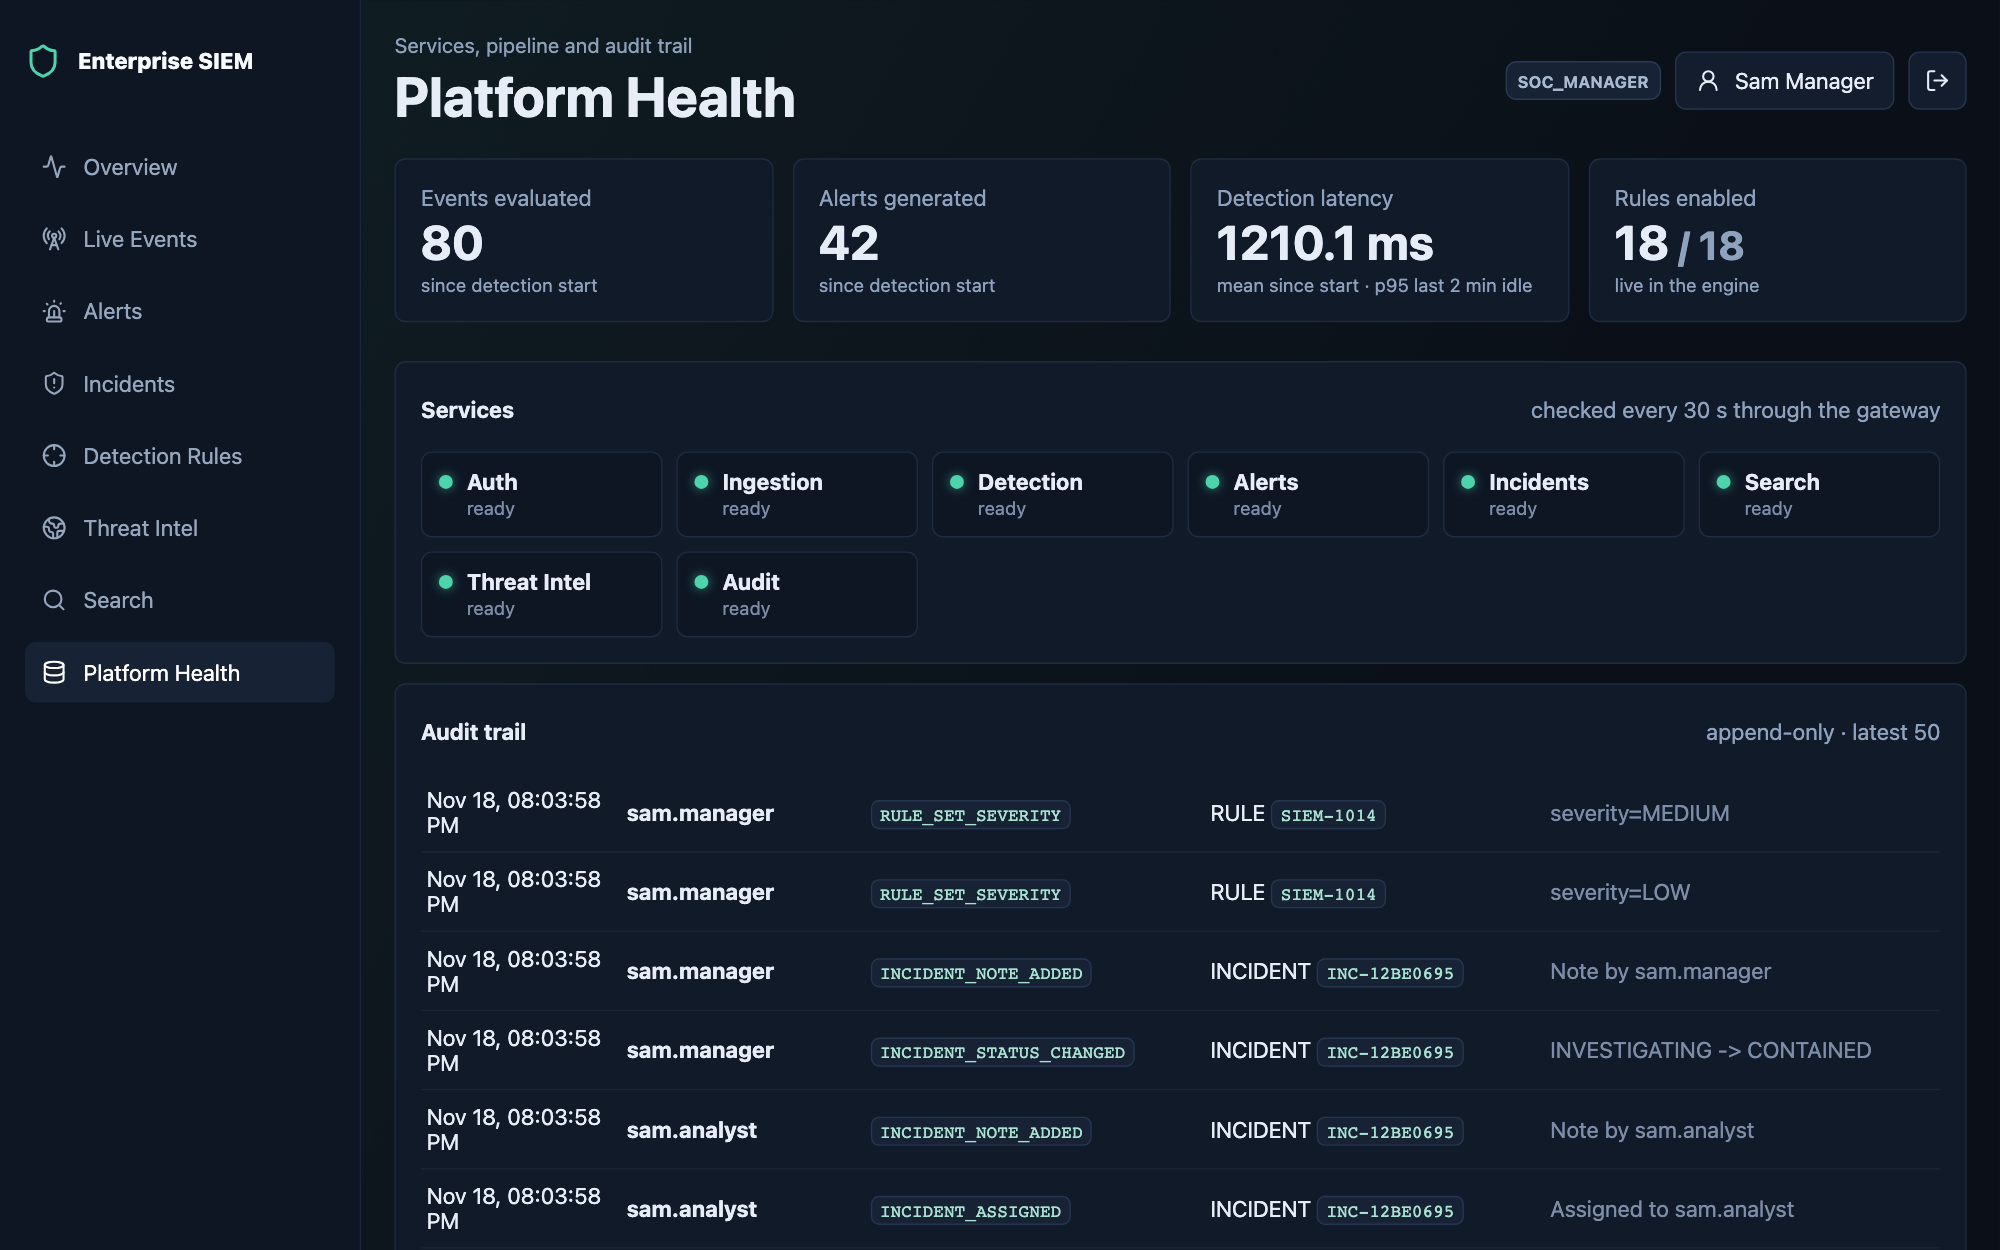 Enterprise SIEM
Overview
Live Events
Alerts
Incidents
Detection Rules
Threat Intel
Search
Platform Health
Services, pipeline and audit trail
Platform Health
SOC_MANAGER
Sam Manager
Events evaluated
80
since detection start
Alerts generated
42
since detection start
Detection latency
1210.1 ms
mean since start · p95 last 2 min idle
Rules enabled
18 / 18
live in the engine
Services
checked every 30 s through the gateway
Auth
ready
Ingestion
ready
Detection
ready
Alerts
ready
Incidents
ready
Search
ready
Threat Intel
ready
Audit
ready
Audit trail
append-only · latest 50
Nov 18, 08:03:58 PM
sam.manager
RULE_SET_SEVERITY
RULE SIEM-1014
severity=MEDIUM
Nov 18, 08:03:58 PM
sam.manager
RULE_SET_SEVERITY
RULE SIEM-1014
severity=LOW
Nov 18, 08:03:58 PM
sam.manager
INCIDENT_NOTE_ADDED
INCIDENT INC-12BE0695
Note by sam.manager
Nov 18, 08:03:58 PM
sam.manager
INCIDENT_STATUS_CHANGED
INCIDENT INC-12BE0695
INVESTIGATING -> CONTAINED
Nov 18, 08:03:58 PM
sam.analyst
INCIDENT_NOTE_ADDED
INCIDENT INC-12BE0695
Note by sam.analyst
Nov 18, 08:03:58 PM
sam.analyst
INCIDENT_ASSIGNED
INCIDENT INC-12BE0695
Assigned to sam.analyst